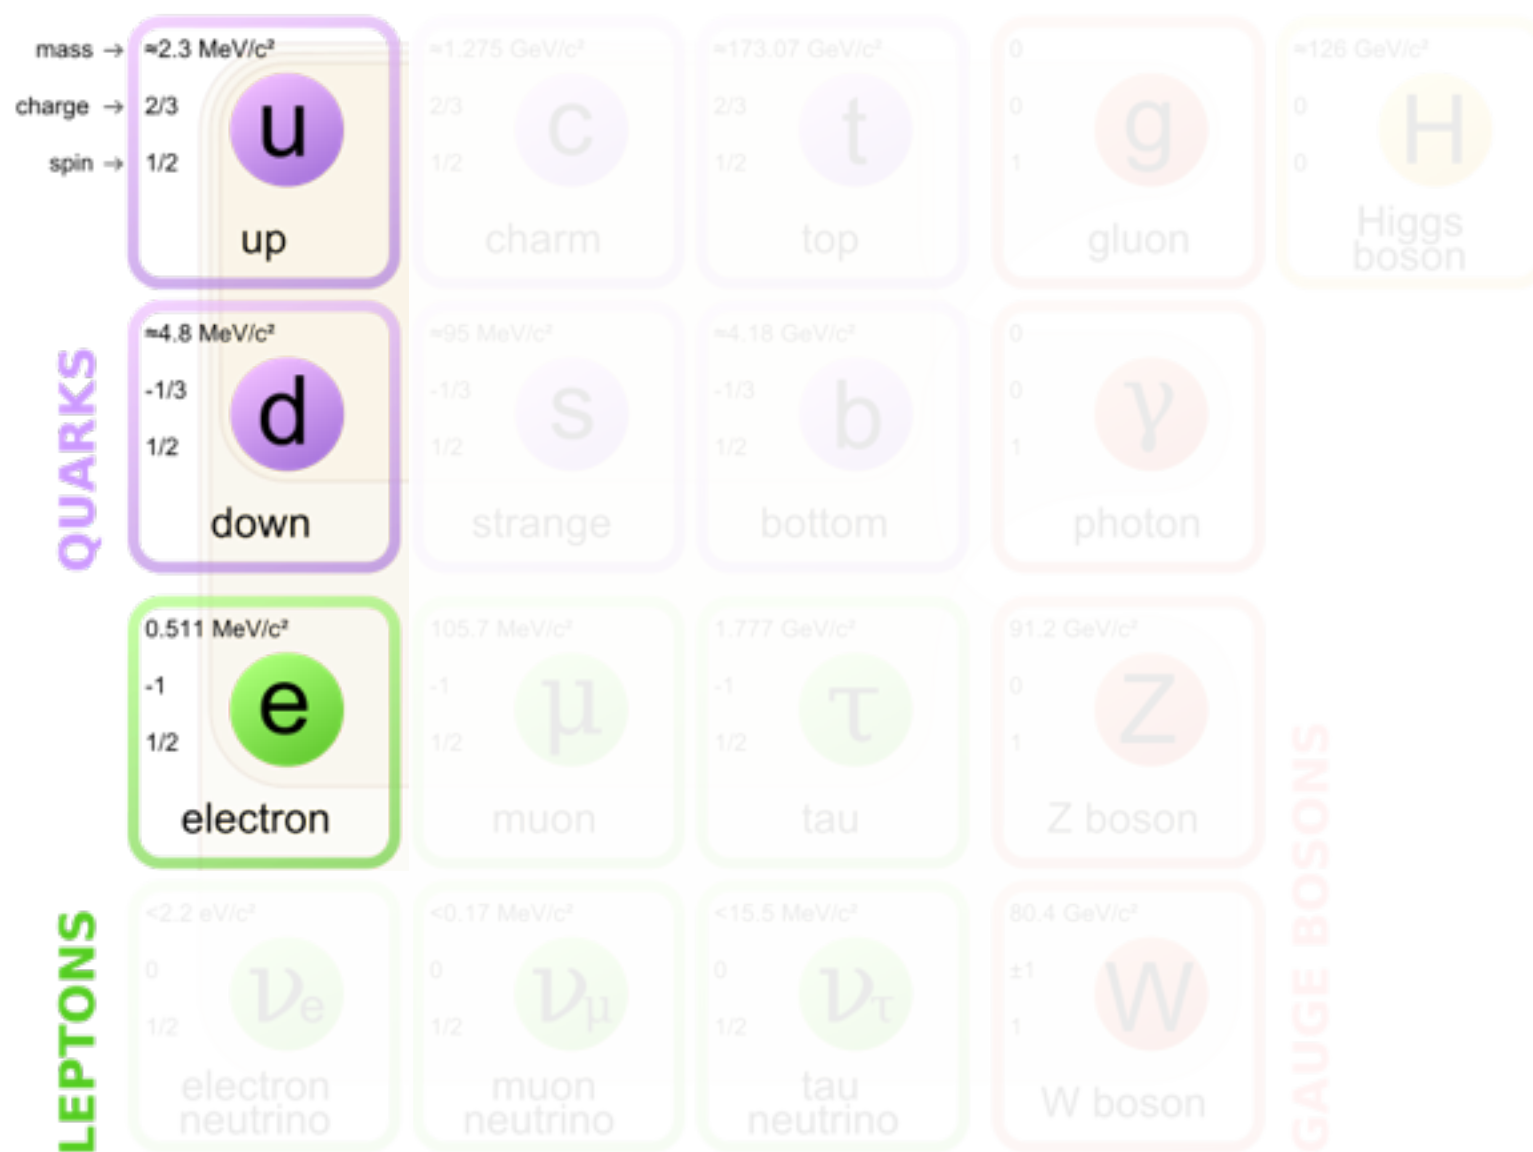 mass → ≈2.3 MeV/c²
charge → 2/3
spin → 1/2
u
up
≈1.275 GeV/c²
2/3
1/2
c
charm
≈173.07 GeV/c²
2/3
1/2
t
top
0
0
1
g
gluon
≈126 GeV/c²
0
0
H
Higgs
boson
QUARKS
≈4.8 MeV/c²
-1/3
1/2
d
down
≈95 MeV/c²
-1/3
1/2
s
strange
≈4.18 GeV/c²
-1/3
1/2
b
bottom
0
0
1
γ
photon
0.511 MeV/c²
-1
1/2
e
electron
105.7 MeV/c²
-1
1/2
μ
muon
1.777 GeV/c²
-1
1/2
τ
tau
91.2 GeV/c²
0
1
Z
Z boson
LEPTONS
<2.2 eV/c²
0
1/2
νe
electron
neutrino
<0.17 MeV/c²
0
1/2
νμ
muon
neutrino
<15.5 MeV/c²
0
1/2
ντ
tau
neutrino
80.4 GeV/c²
±1
1
W
W boson
GAUGE BOSONS